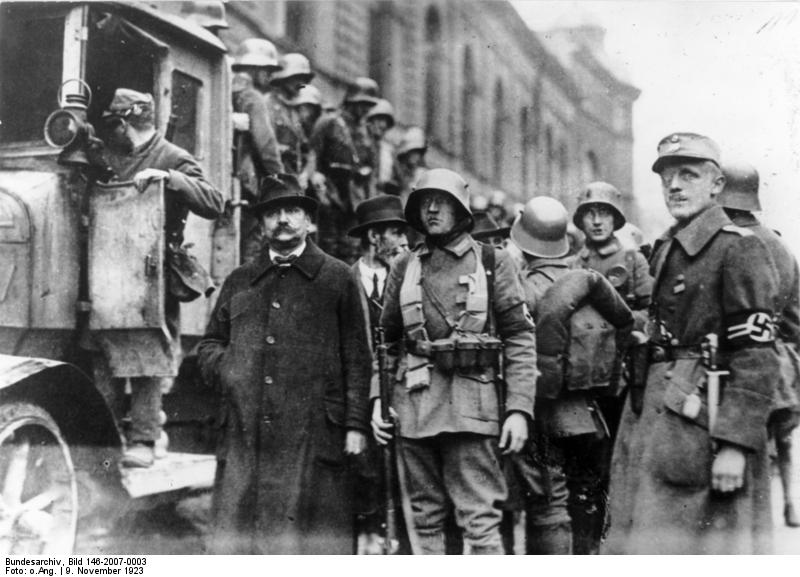 Bundesarchiv, Bild 146-2007-0003
Foto: o.Ang. | 9. November 1923